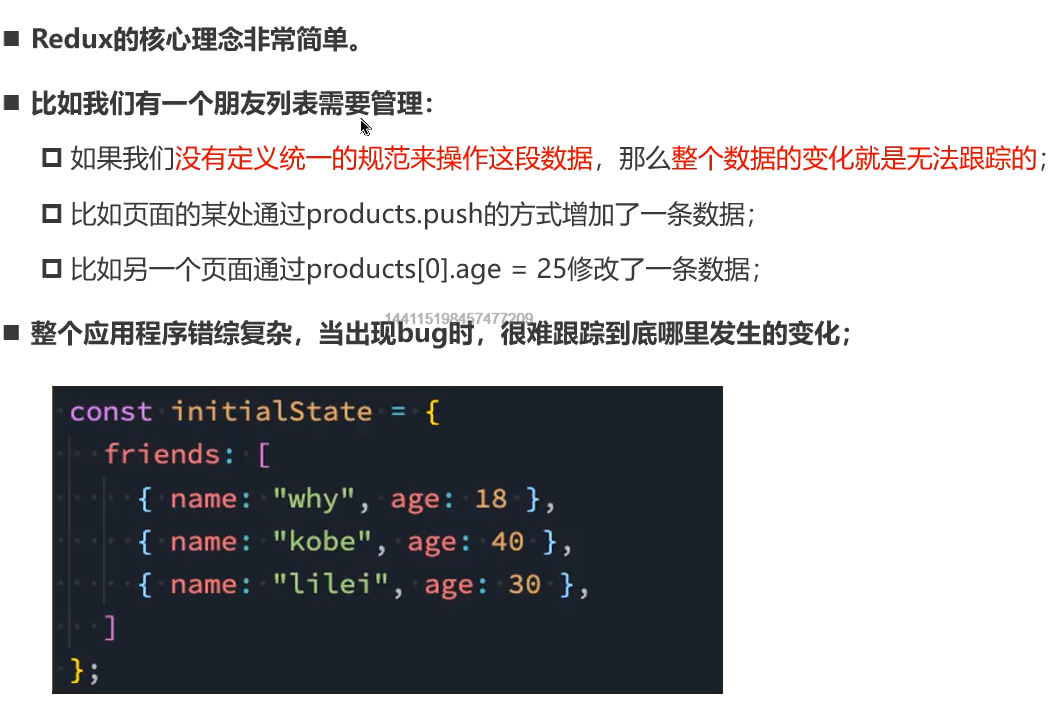 ■ Redux的核心理念非常简单。
■ 比如我们有一个朋友列表需要管理：
□ 如果我们没有定义统一的规范来操作这段数据，那么整个数据的变化就是无法跟踪的；
□ 比如页面的某处通过products.push的方式增加了一条数据；
□ 比如另一个页面通过products[0].age = 25修改了一条数据；
144115198457477209
■ 整个应用程序错综复杂，当出现bug时，很难跟踪到底哪里发生的变化；
const initialState = {
friends: [
{ name: "why", age: 18 },
{ name: "kobe", age: 40 },
{ name: "lilei", age: 30 },
]
};